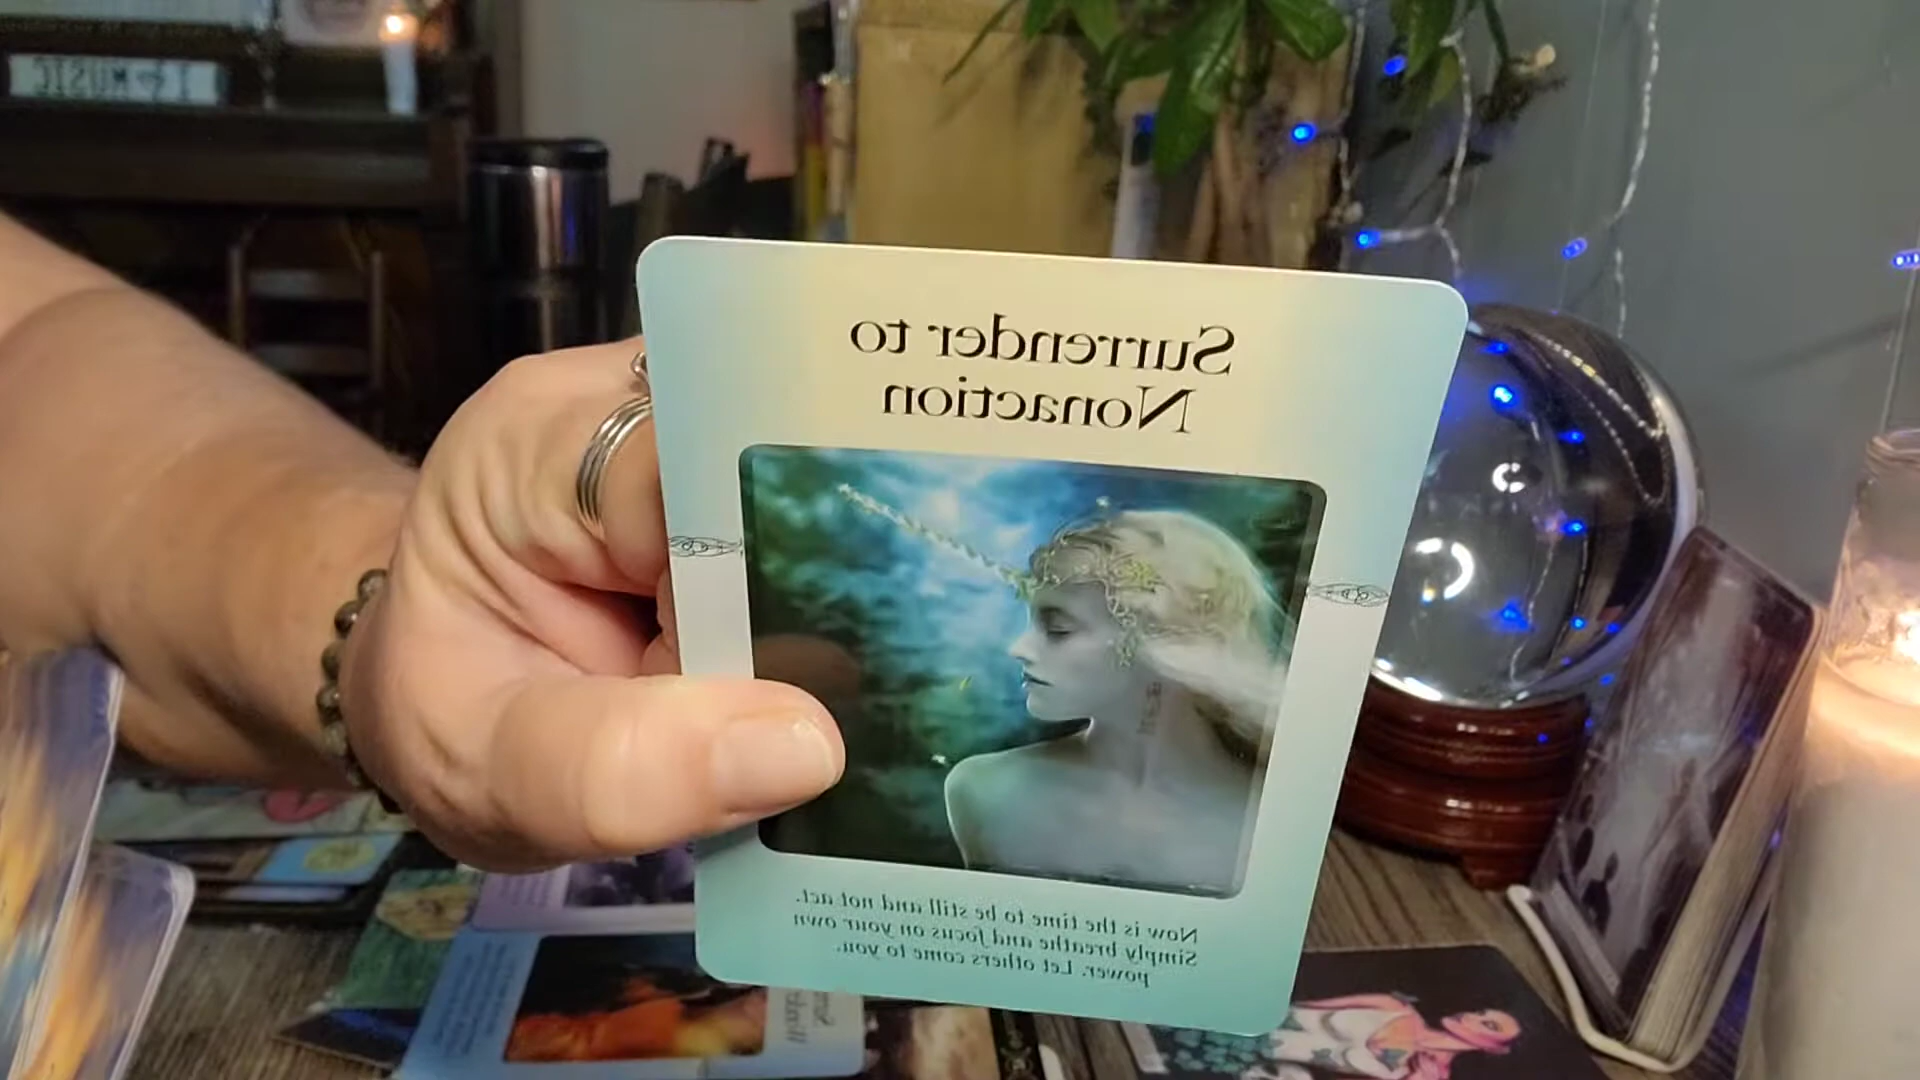 I ♥ MUSIC
Surrender to
Nonaction
Now is the time to be still and not act.
Simply breathe and focus on your own
power. Let others come to you.